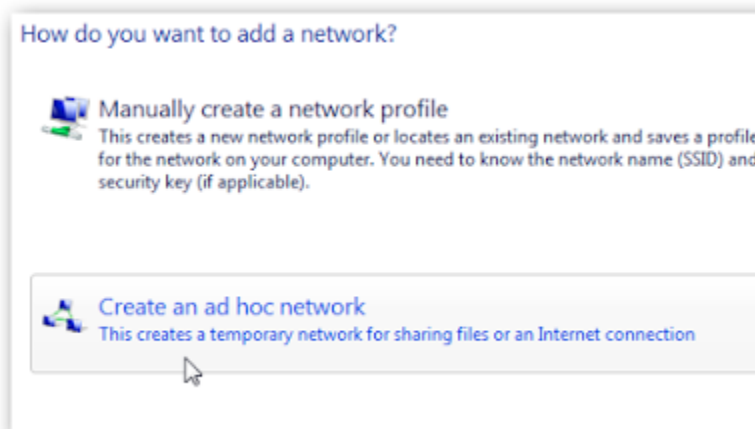 How do you want to add a network?
Manually create a network profile
This creates a new network profile or locates an existing network and saves a profile
for the network on your computer. You need to know the network name (SSID) and
security key (if applicable).
Create an ad hoc network
This creates a temporary network for sharing files or an Internet connection